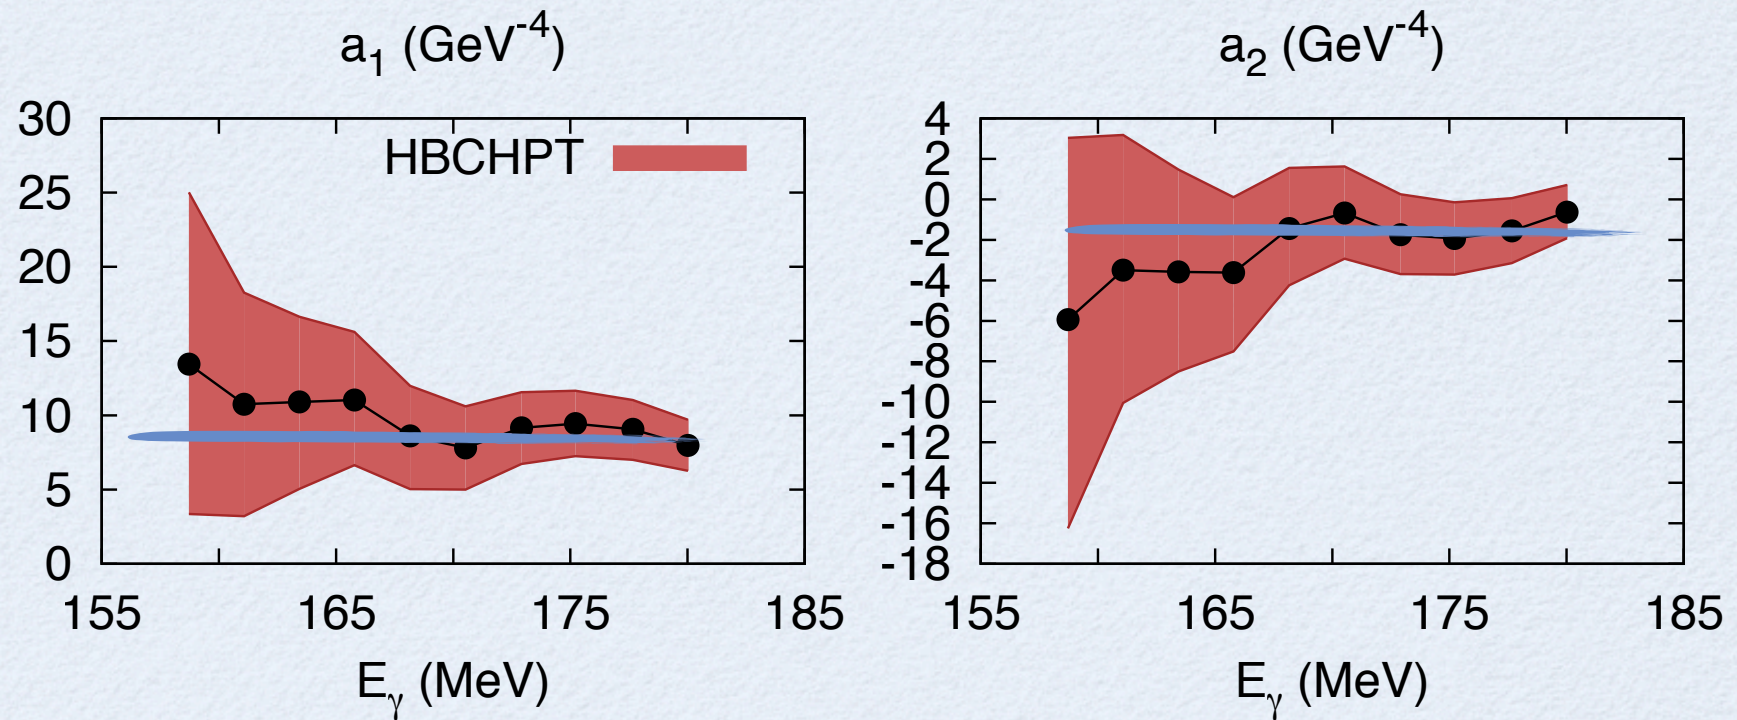 a₁ (GeV⁻⁴)
30
25
20
15
10
5
0
HBCHPT
155 165 175 185
Eᵧ (MeV)
a₂ (GeV⁻⁴)
4
2
0
-2
-4
-6
-8
-10
-12
-14
-16
-18
155 165 175 185
Eᵧ (MeV)